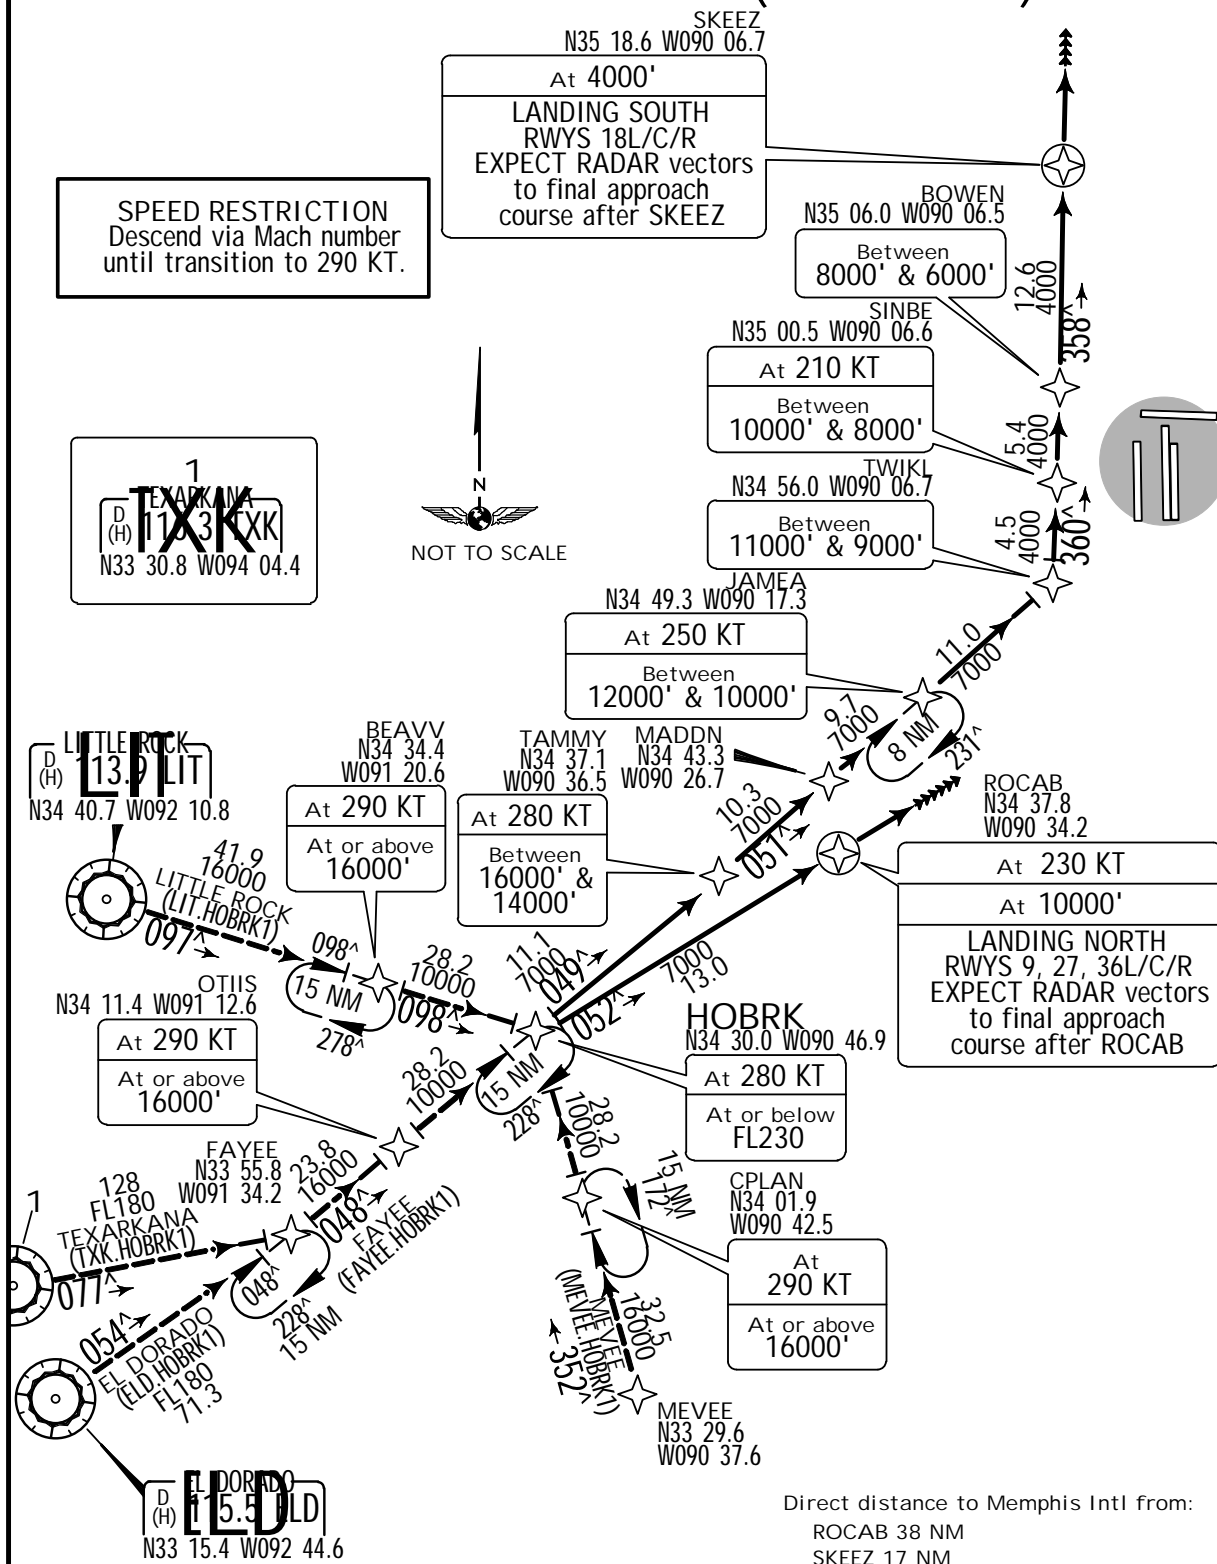 SKEEZ
N35 18.6 W090 06.7
At 4000'
LANDING SOUTH
RWYS 18L/C/R
EXPECT RADAR vectors
to final approach
course after SKEEZ
SPEED RESTRICTION
Descend via Mach number
until transition to 290 KT.
BOWEN
N35 06.0 W090 06.5
Between
8000' & 6000'
12.6
4000
358^
SINBE
N35 00.5 W090 06.6
At 210 KT
Between
10000' & 8000'
5.4
4000
TWIKL
N34 56.0 W090 06.7
Between
11000' & 9000'
4.5
4000
360^
N
NOT TO SCALE
1
TEXARKANA
D
(H)
TXK
N33 30.8 W094 04.4
JAMEA
N34 49.3 W090 17.3
At 250 KT
Between
12000' & 10000'
11.0
7000
8 NM
231^
9.7
7000
MADDN
N34 43.3
W090 26.7
TAMMY
N34 37.1
W090 36.5
At 280 KT
Between
16000' &
14000'
10.3
7000
051^
BEAVV
N34 34.4
W091 20.6
At 290 KT
At or above
16000'
LITTLE ROCK
D
(H)
113.9 LIT
LIT
N34 40.7 W092 10.8
41.9
16000
LITTLE ROCK
(LIT.HOBRK1)
097^
098^
15 NM
278^
28.2
10000
098^
ROCAB
N34 37.8
W090 34.2
At 230 KT
At 10000'
LANDING NORTH
RWYS 9, 27, 36L/C/R
EXPECT RADAR vectors
to final approach
course after ROCAB
11.1
7000
049^
7000
13.0
052^
HOBRK
N34 30.0 W090 46.9
At 280 KT
At or below
FL230
OTIIS
N34 11.4 W091 12.6
At 290 KT
At or above
16000'
28.2
10000
15 NM
228^
28.2
10000
15 NM
172^
CPLAN
N34 01.9
W090 42.5
At
290 KT
At or above
16000'
FAYEE
N33 55.8
W091 34.2
23.8
16000
048^
FAYEE
(FAYEE.HOBRK1)
1
128
FL180
TEXARKANA
(TXK.HOBRK1)
077^
048^
228^
15 NM
054^
EL DORADO
(ELD.HOBRK1)
FL180
71.3
32.5
16000
MEVEE
(MEVEE.HOBRK1)
352^
MEVEE
N33 29.6
W090 37.6
EL DORADO
D
(H)
115.5 ELD
ELD
N33 15.4 W092 44.6
Direct distance to Memphis Intl from:
ROCAB 38 NM
SKEEZ 17 NM